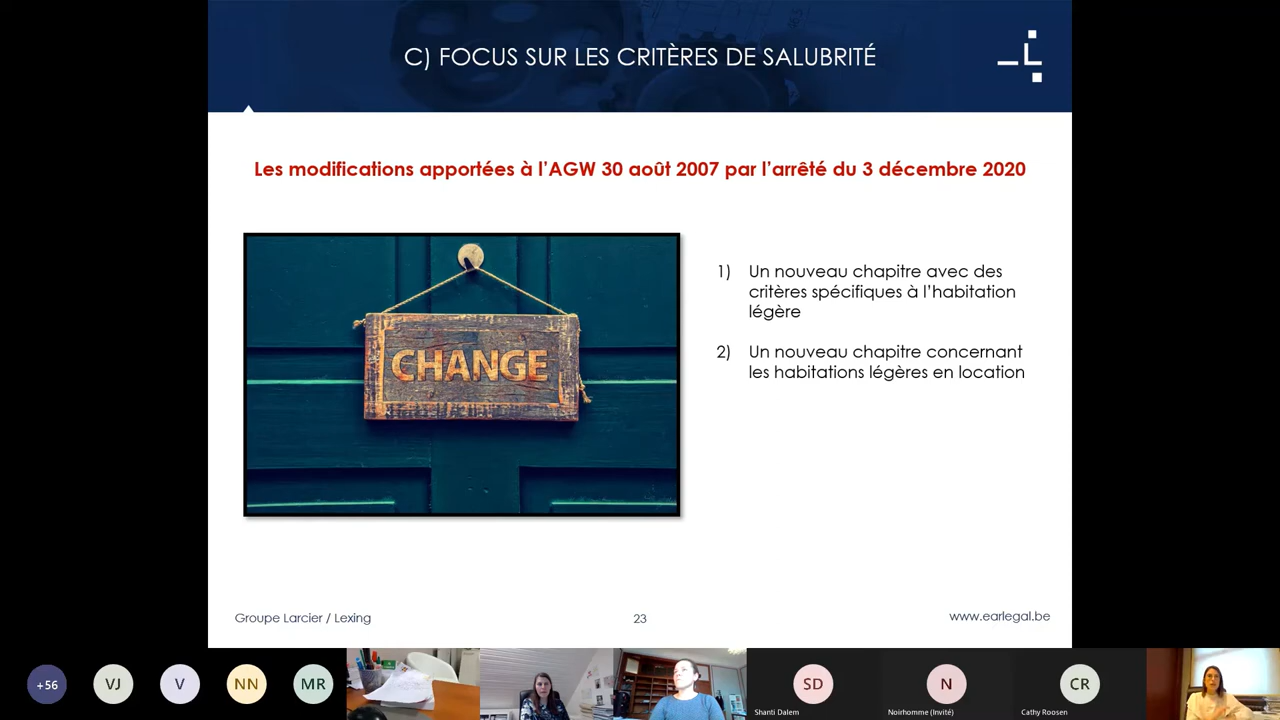 C) FOCUS SUR LES CRITÈRES DE SALUBRITÉ
Les modifications apportées à l'AGW 30 août 2007 par l'arrêté du 3 décembre 2020
CHANGE
1) Un nouveau chapitre avec des
critères spécifiques à l'habitation
légère
2) Un nouveau chapitre concernant
les habitations légères en location
Groupe Larcier / Lexing
23
www.earlegal.be
+56
VJ
V
NN
MR
SD
N
CR
Shanti Dalem
Noirhomme (Invité)
Cathy Roosen